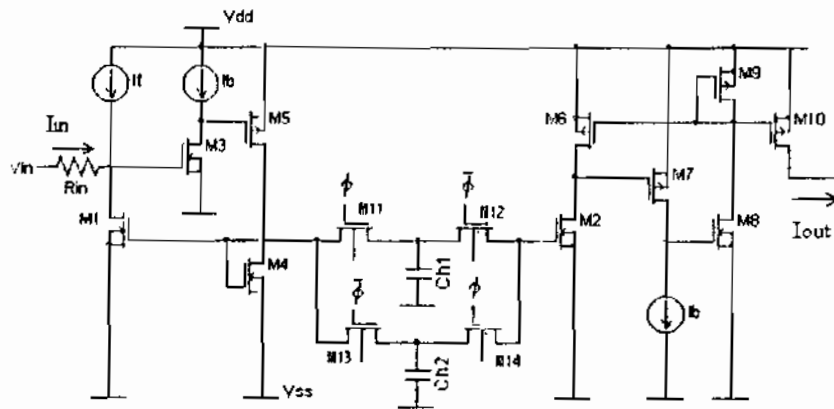 Vdd
If
Ib
M9
M5
M6
M10
Iin
M3
Vin
Rin
ϕ
ϕ̅
M7
M1
M11
M12
M2
M8
Iout
M4
Ch1
ϕ̅
ϕ
Ib
M13
M14
Ch2
Vss